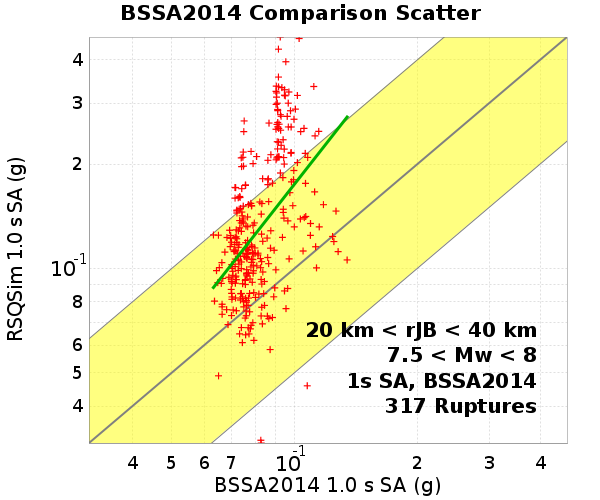 BSSA2014 Comparison Scatter
RSQSim 1.0 s SA (g)
4
3
2
10-1
8
6
5
4
20 km < rJB < 40 km
7.5 < Mw < 8
1s SA, BSSA2014
317 Ruptures
4 5 6 7 10-1 2 3 4
BSSA2014 1.0 s SA (g)